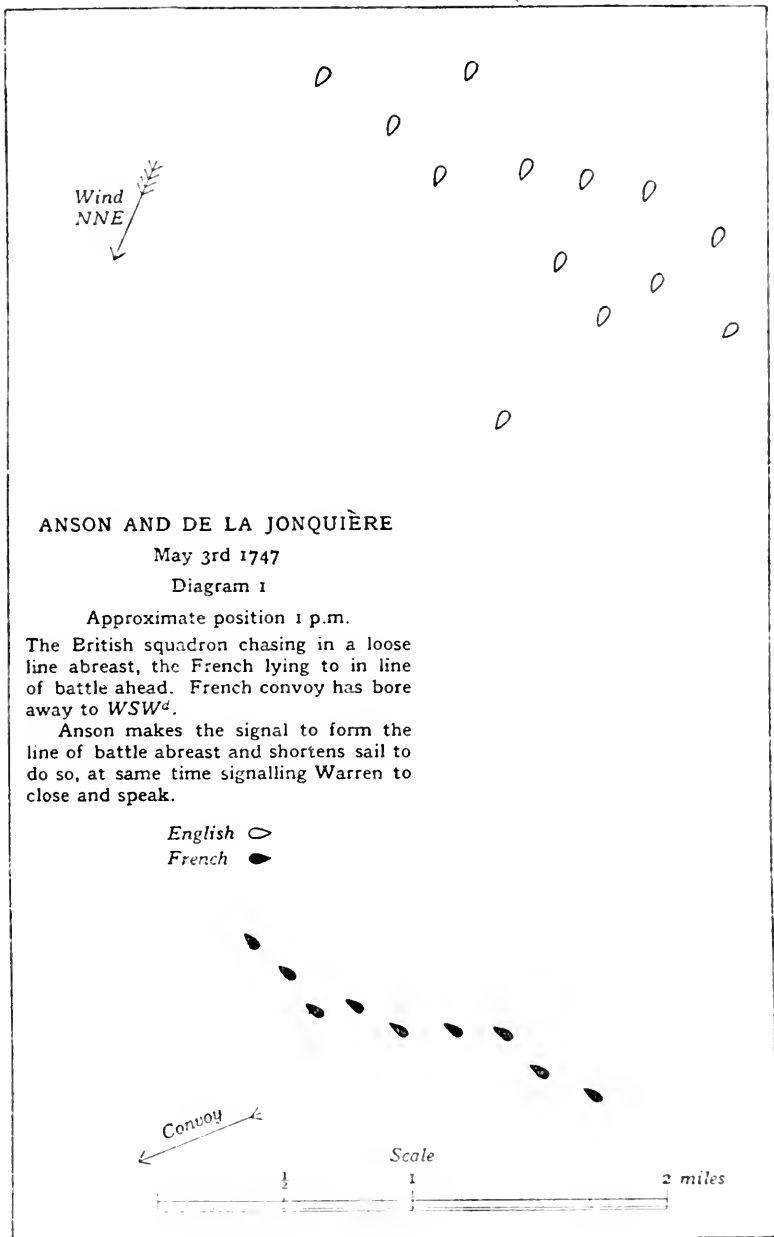 Wind
NNE
ANSON AND DE LA JONQUIÈRE
May 3rd 1747
Diagram 1
Approximate position 1 p.m.
The British squadron chasing in a loose
line abreast, the French lying to in line
of battle ahead. French convoy has bore
away to WSWd.
Anson makes the signal to form the
line of battle abreast and shortens sail to
do so, at same time signalling Warren to
close and speak.
English
French
Convoy
Scale
½ 1 2 miles